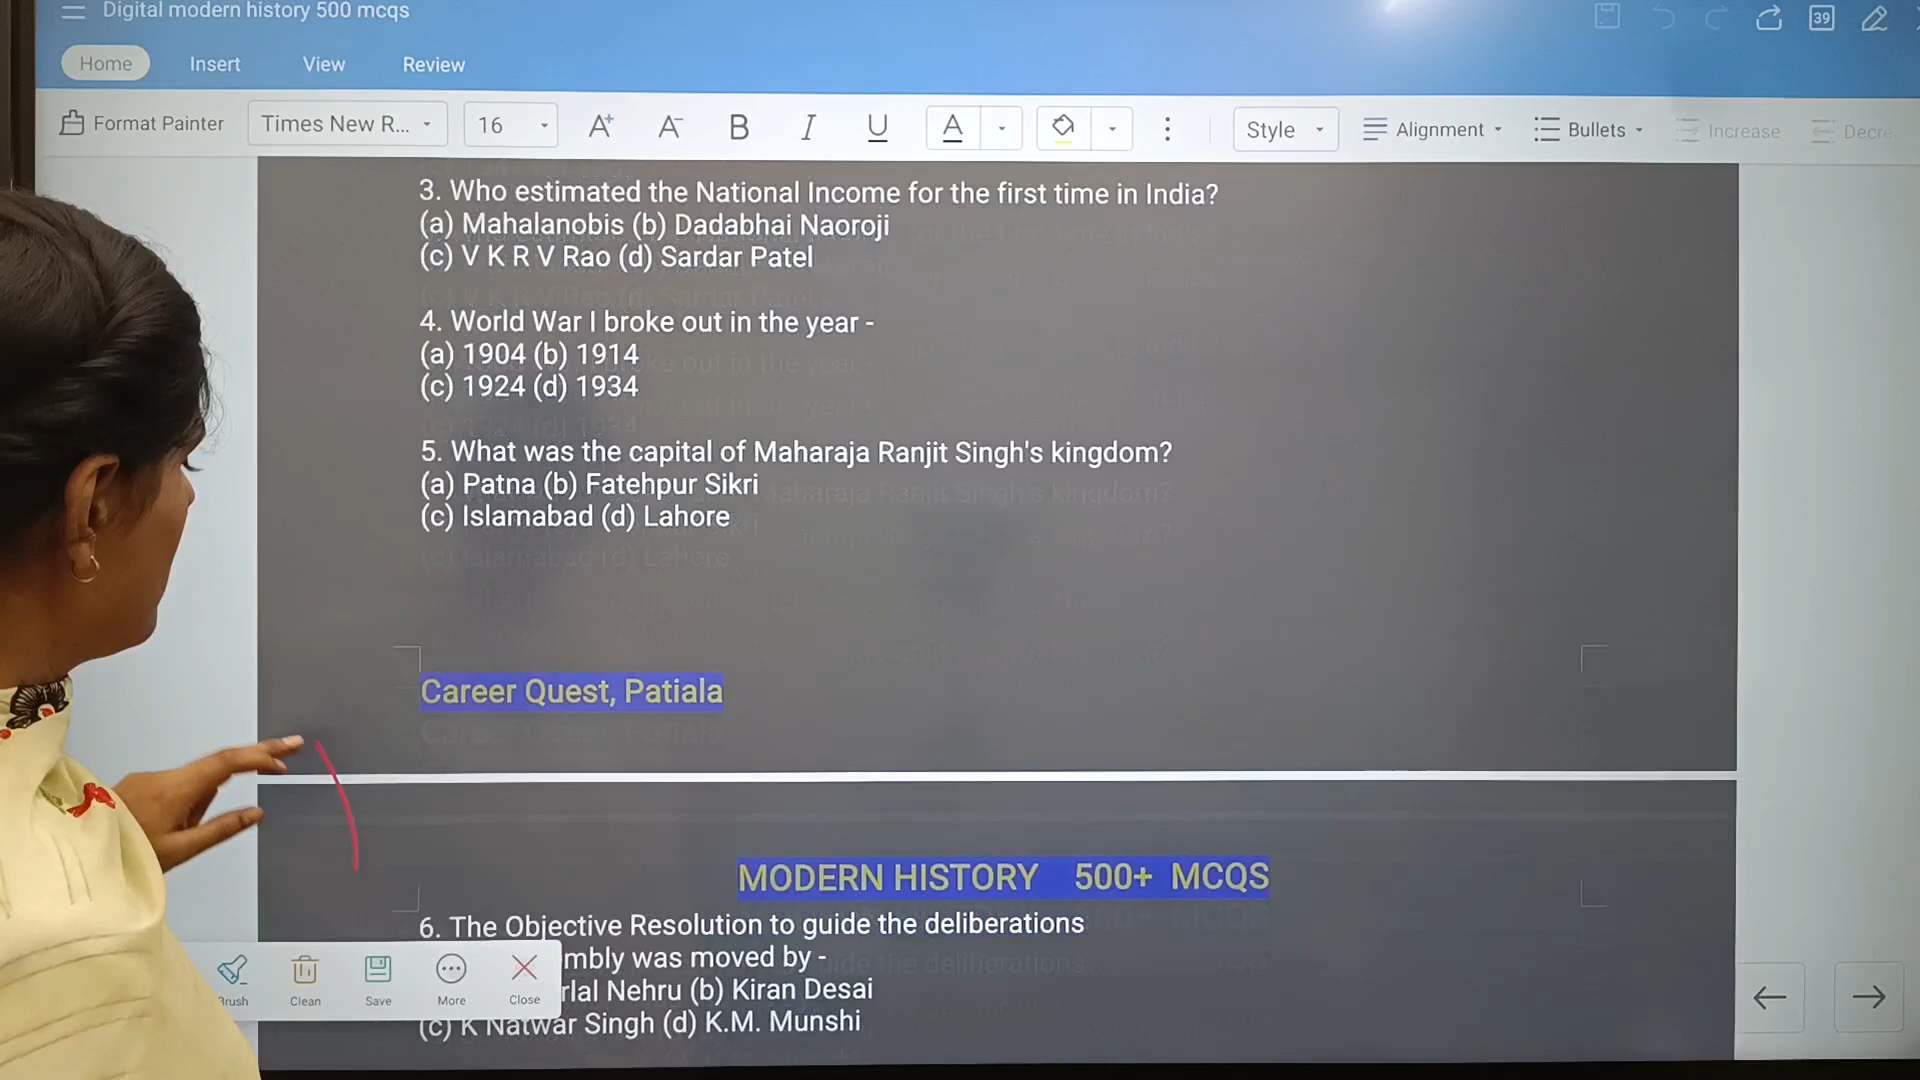 Digital modern history 500 mcqs
39
Home Insert View Review
Format Painter Times New R... 16 A+ A- B I U A Style Alignment Bullets Increase Decre
3. Who estimated the National Income for the first time in India?
(a) Mahalanobis (b) Dadabhai Naoroji
(c) V K R V Rao (d) Sardar Patel
4. World War I broke out in the year -
(a) 1904 (b) 1914
(c) 1924 (d) 1934
5. What was the capital of Maharaja Ranjit Singh's kingdom?
(a) Patna (b) Fatehpur Sikri
(c) Islamabad (d) Lahore
Career Quest, Patiala
MODERN HISTORY 500+ MCQS
6. The Objective Resolution to guide the deliberations
mbly was moved by -
rlal Nehru (b) Kiran Desai
(c) K Natwar Singh (d) K.M. Munshi
Brush Clean Save More Close